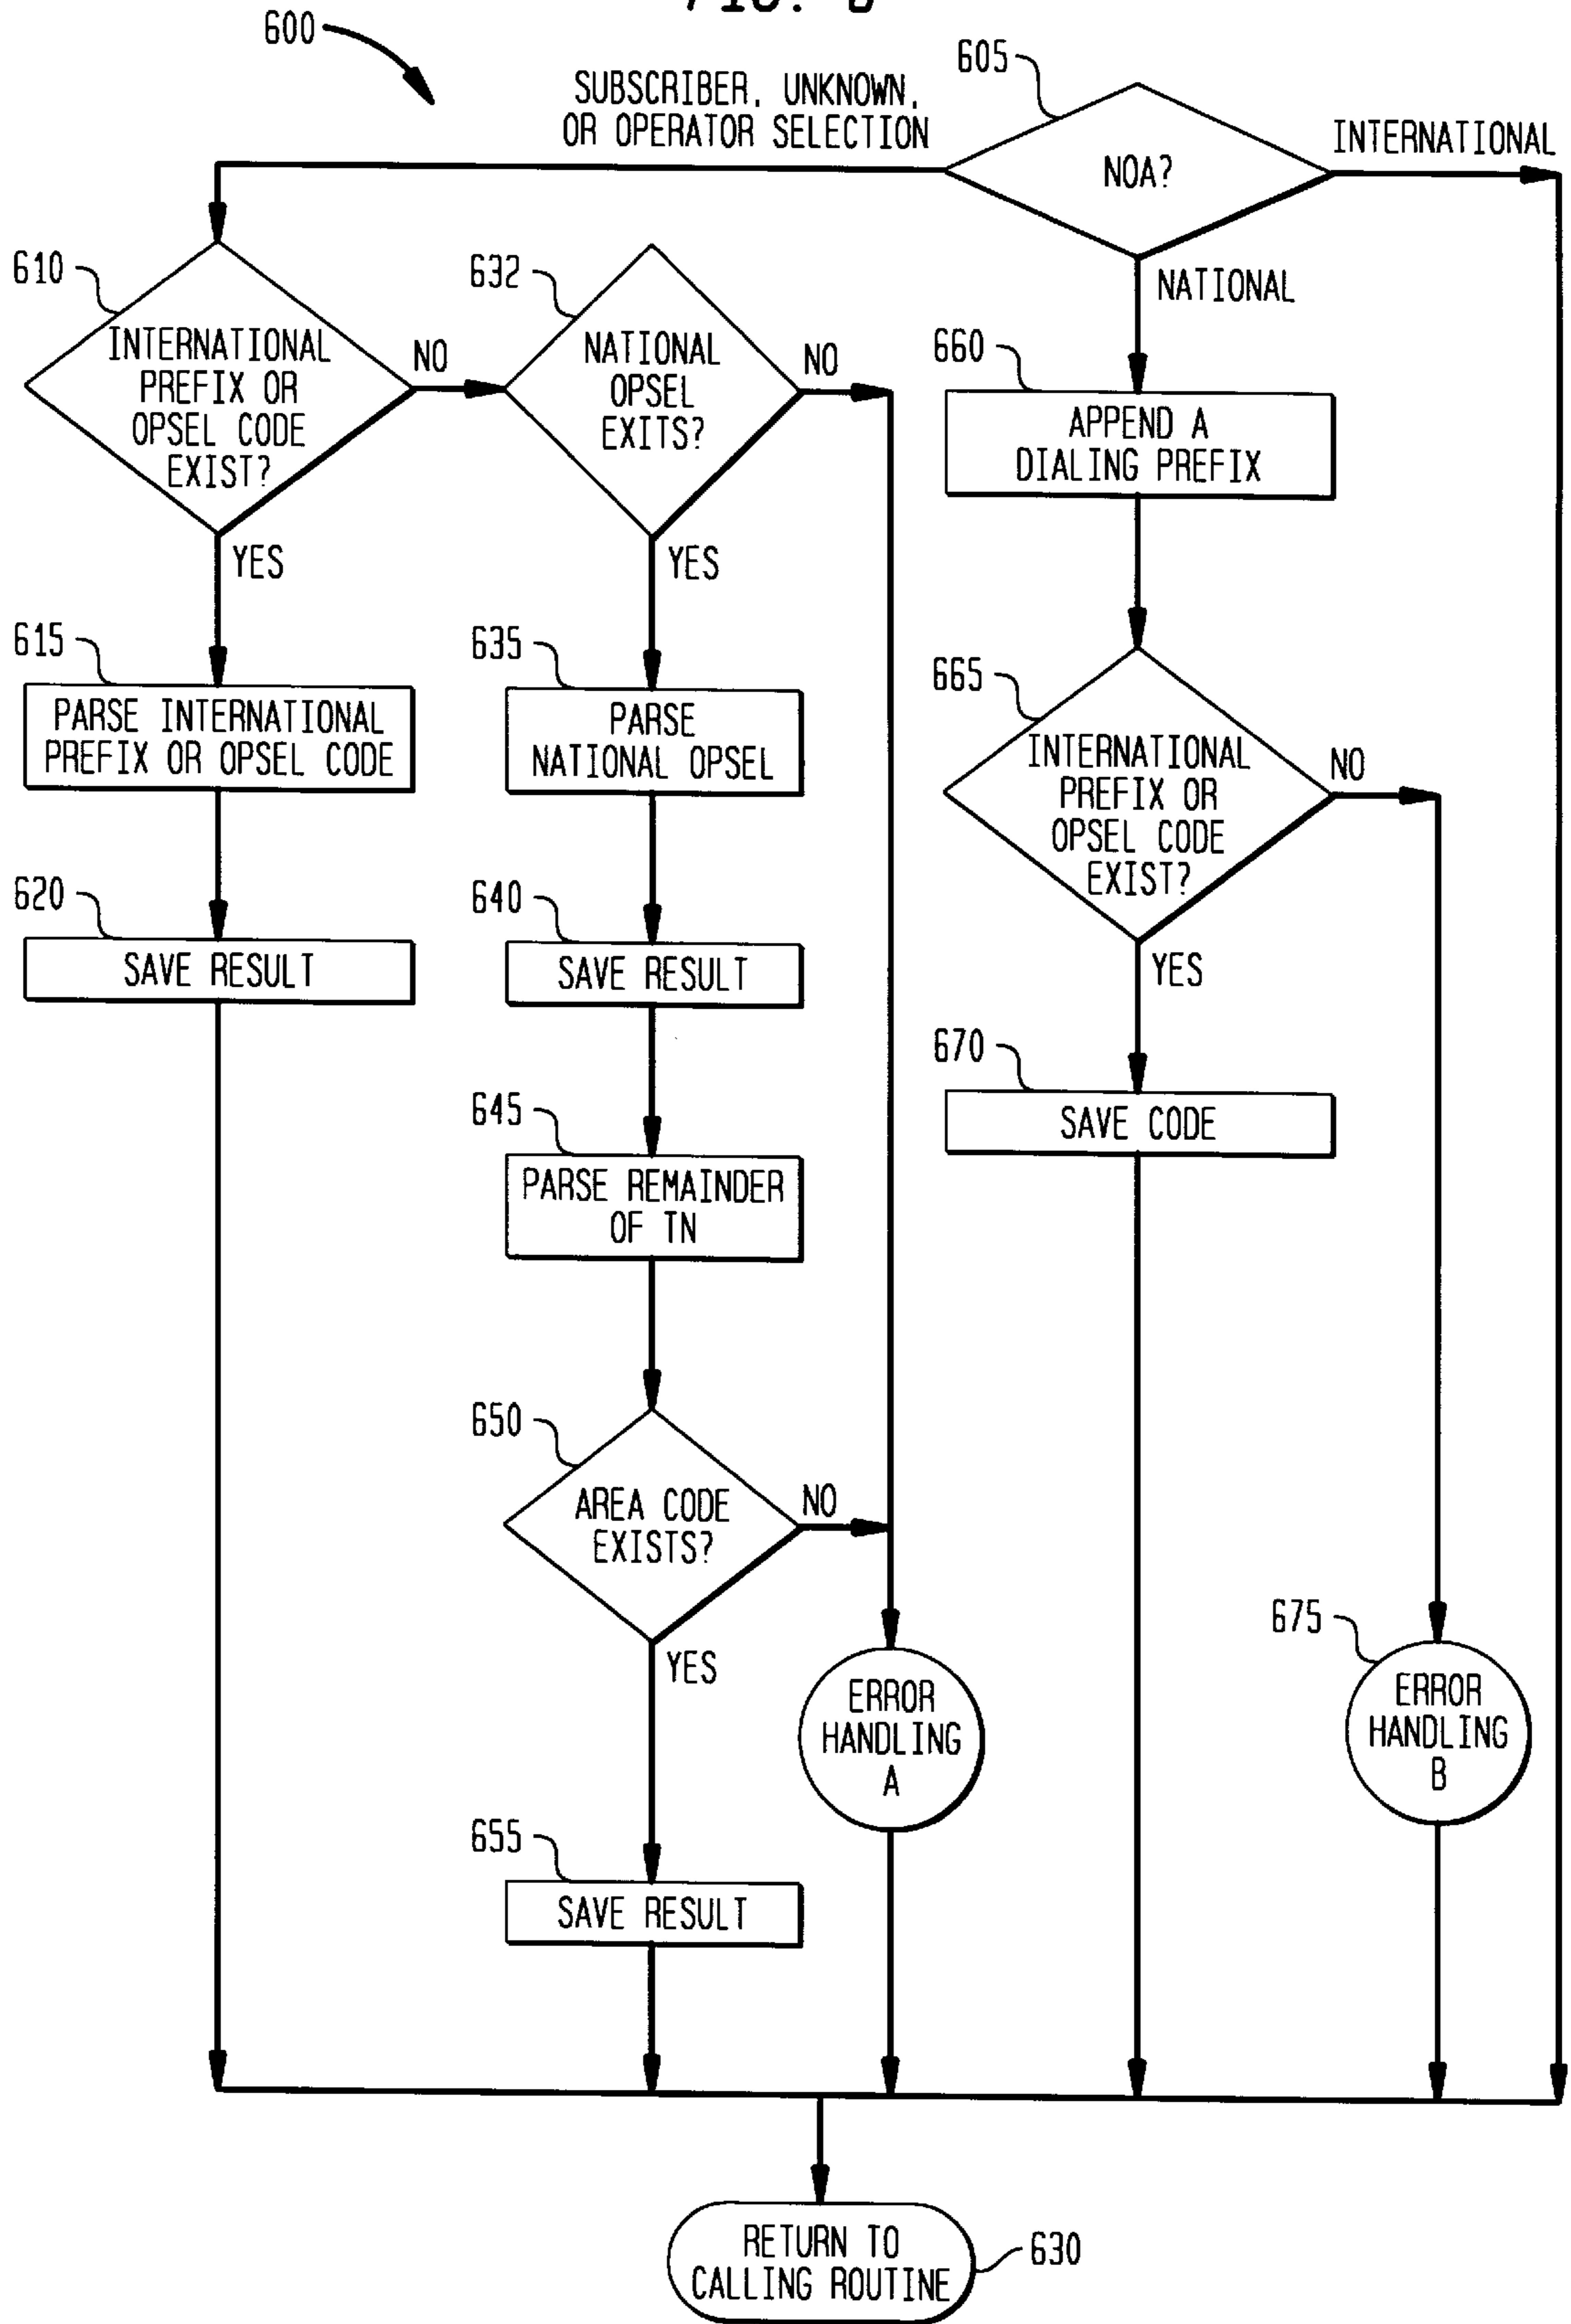 600
605
SUBSCRIBER, UNKNOWN,
OR OPERATOR SELECTION
NOA?
INTERNATIONAL
NATIONAL
610
INTERNATIONAL
PREFIX OR
OPSEL CODE
EXIST?
NO
YES
632
NATIONAL
OPSEL
EXITS?
NO
YES
660
APPEND A
DIALING PREFIX
615
PARSE INTERNATIONAL
PREFIX OR OPSEL CODE
635
PARSE
NATIONAL OPSEL
665
INTERNATIONAL
PREFIX OR
OPSEL CODE
EXIST?
NO
YES
620
SAVE RESULT
640
SAVE RESULT
670
SAVE CODE
645
PARSE REMAINDER
OF TN
650
AREA CODE
EXISTS?
NO
YES
ERROR
HANDLING
A
675
ERROR
HANDLING
B
655
SAVE RESULT
RETURN TO
CALLING ROUTINE
630